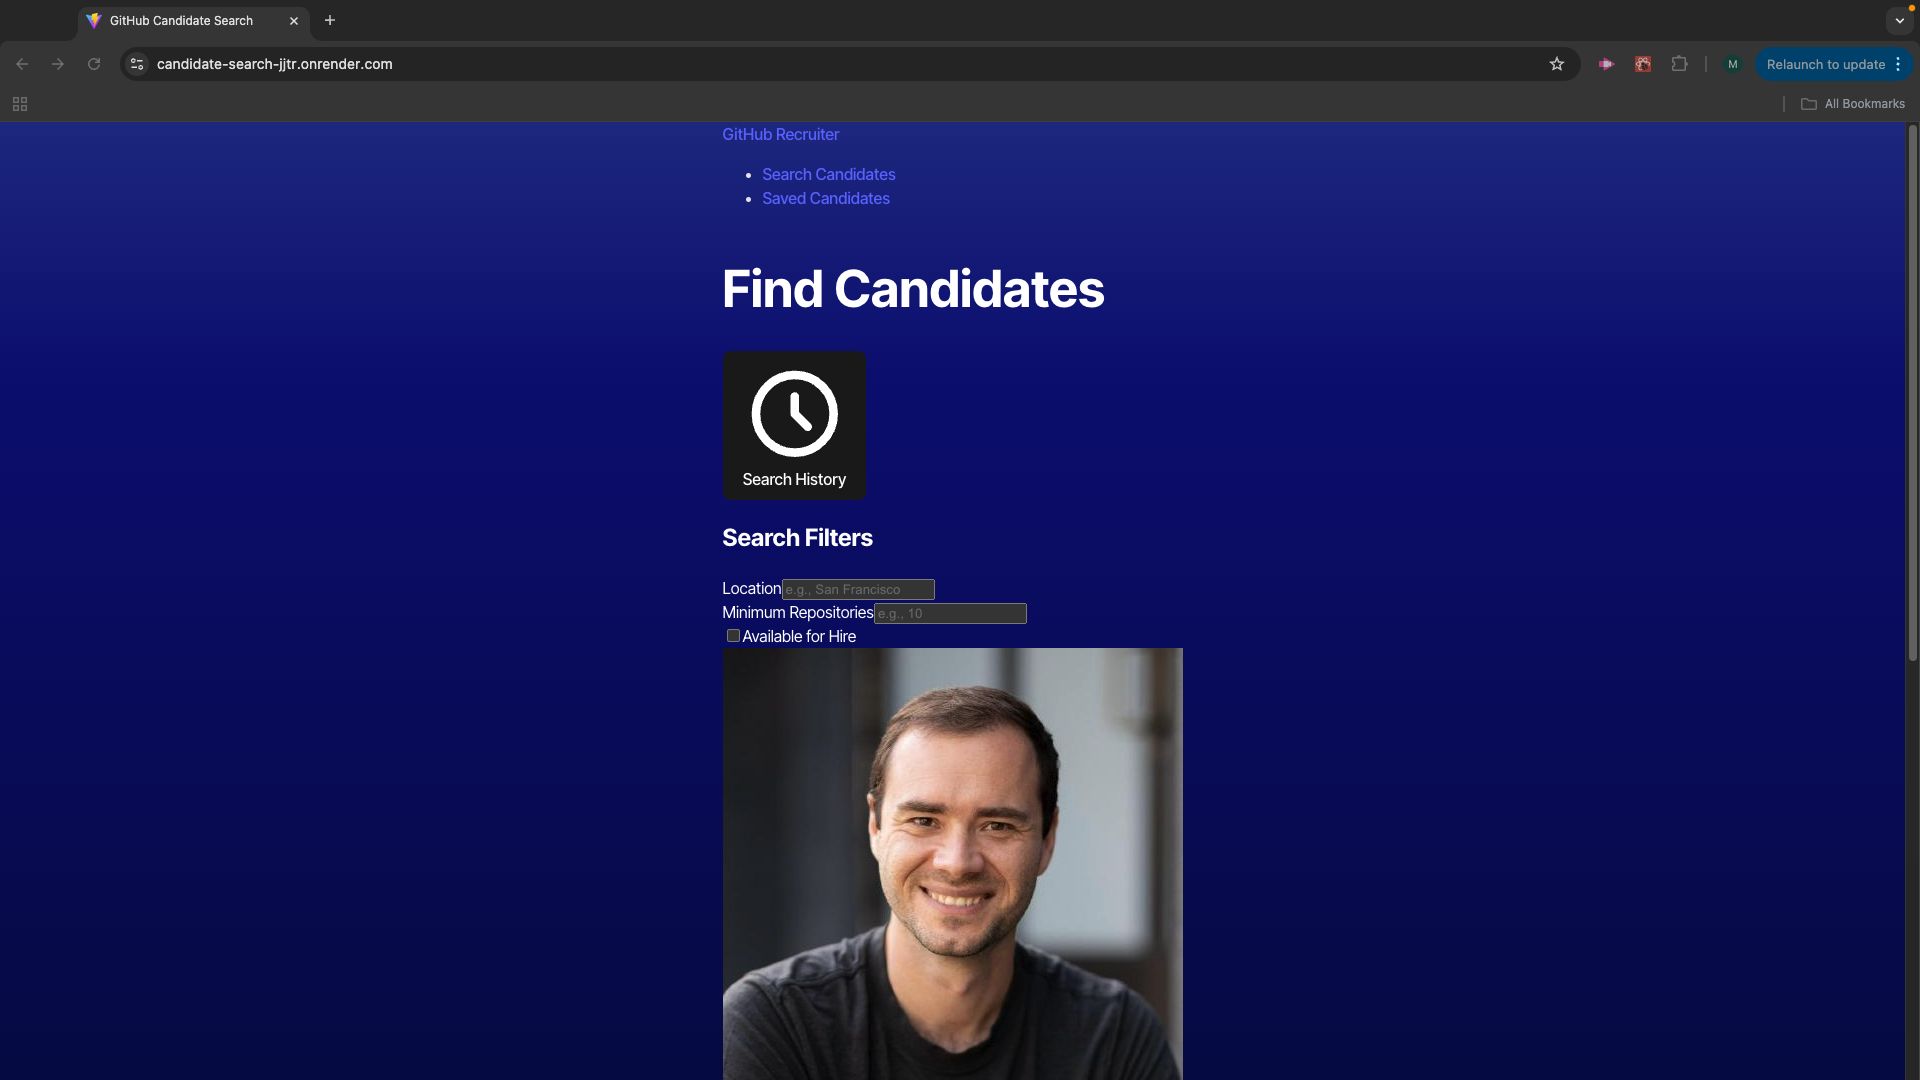 GitHub Candidate Search
candidate-search-jjtr.onrender.com
M
Relaunch to update
All Bookmarks
GitHub Recruiter
Search Candidates
Saved Candidates
Find Candidates
Search History
Search Filters
Location e.g., San Francisco
Minimum Repositories e.g., 10
Available for Hire